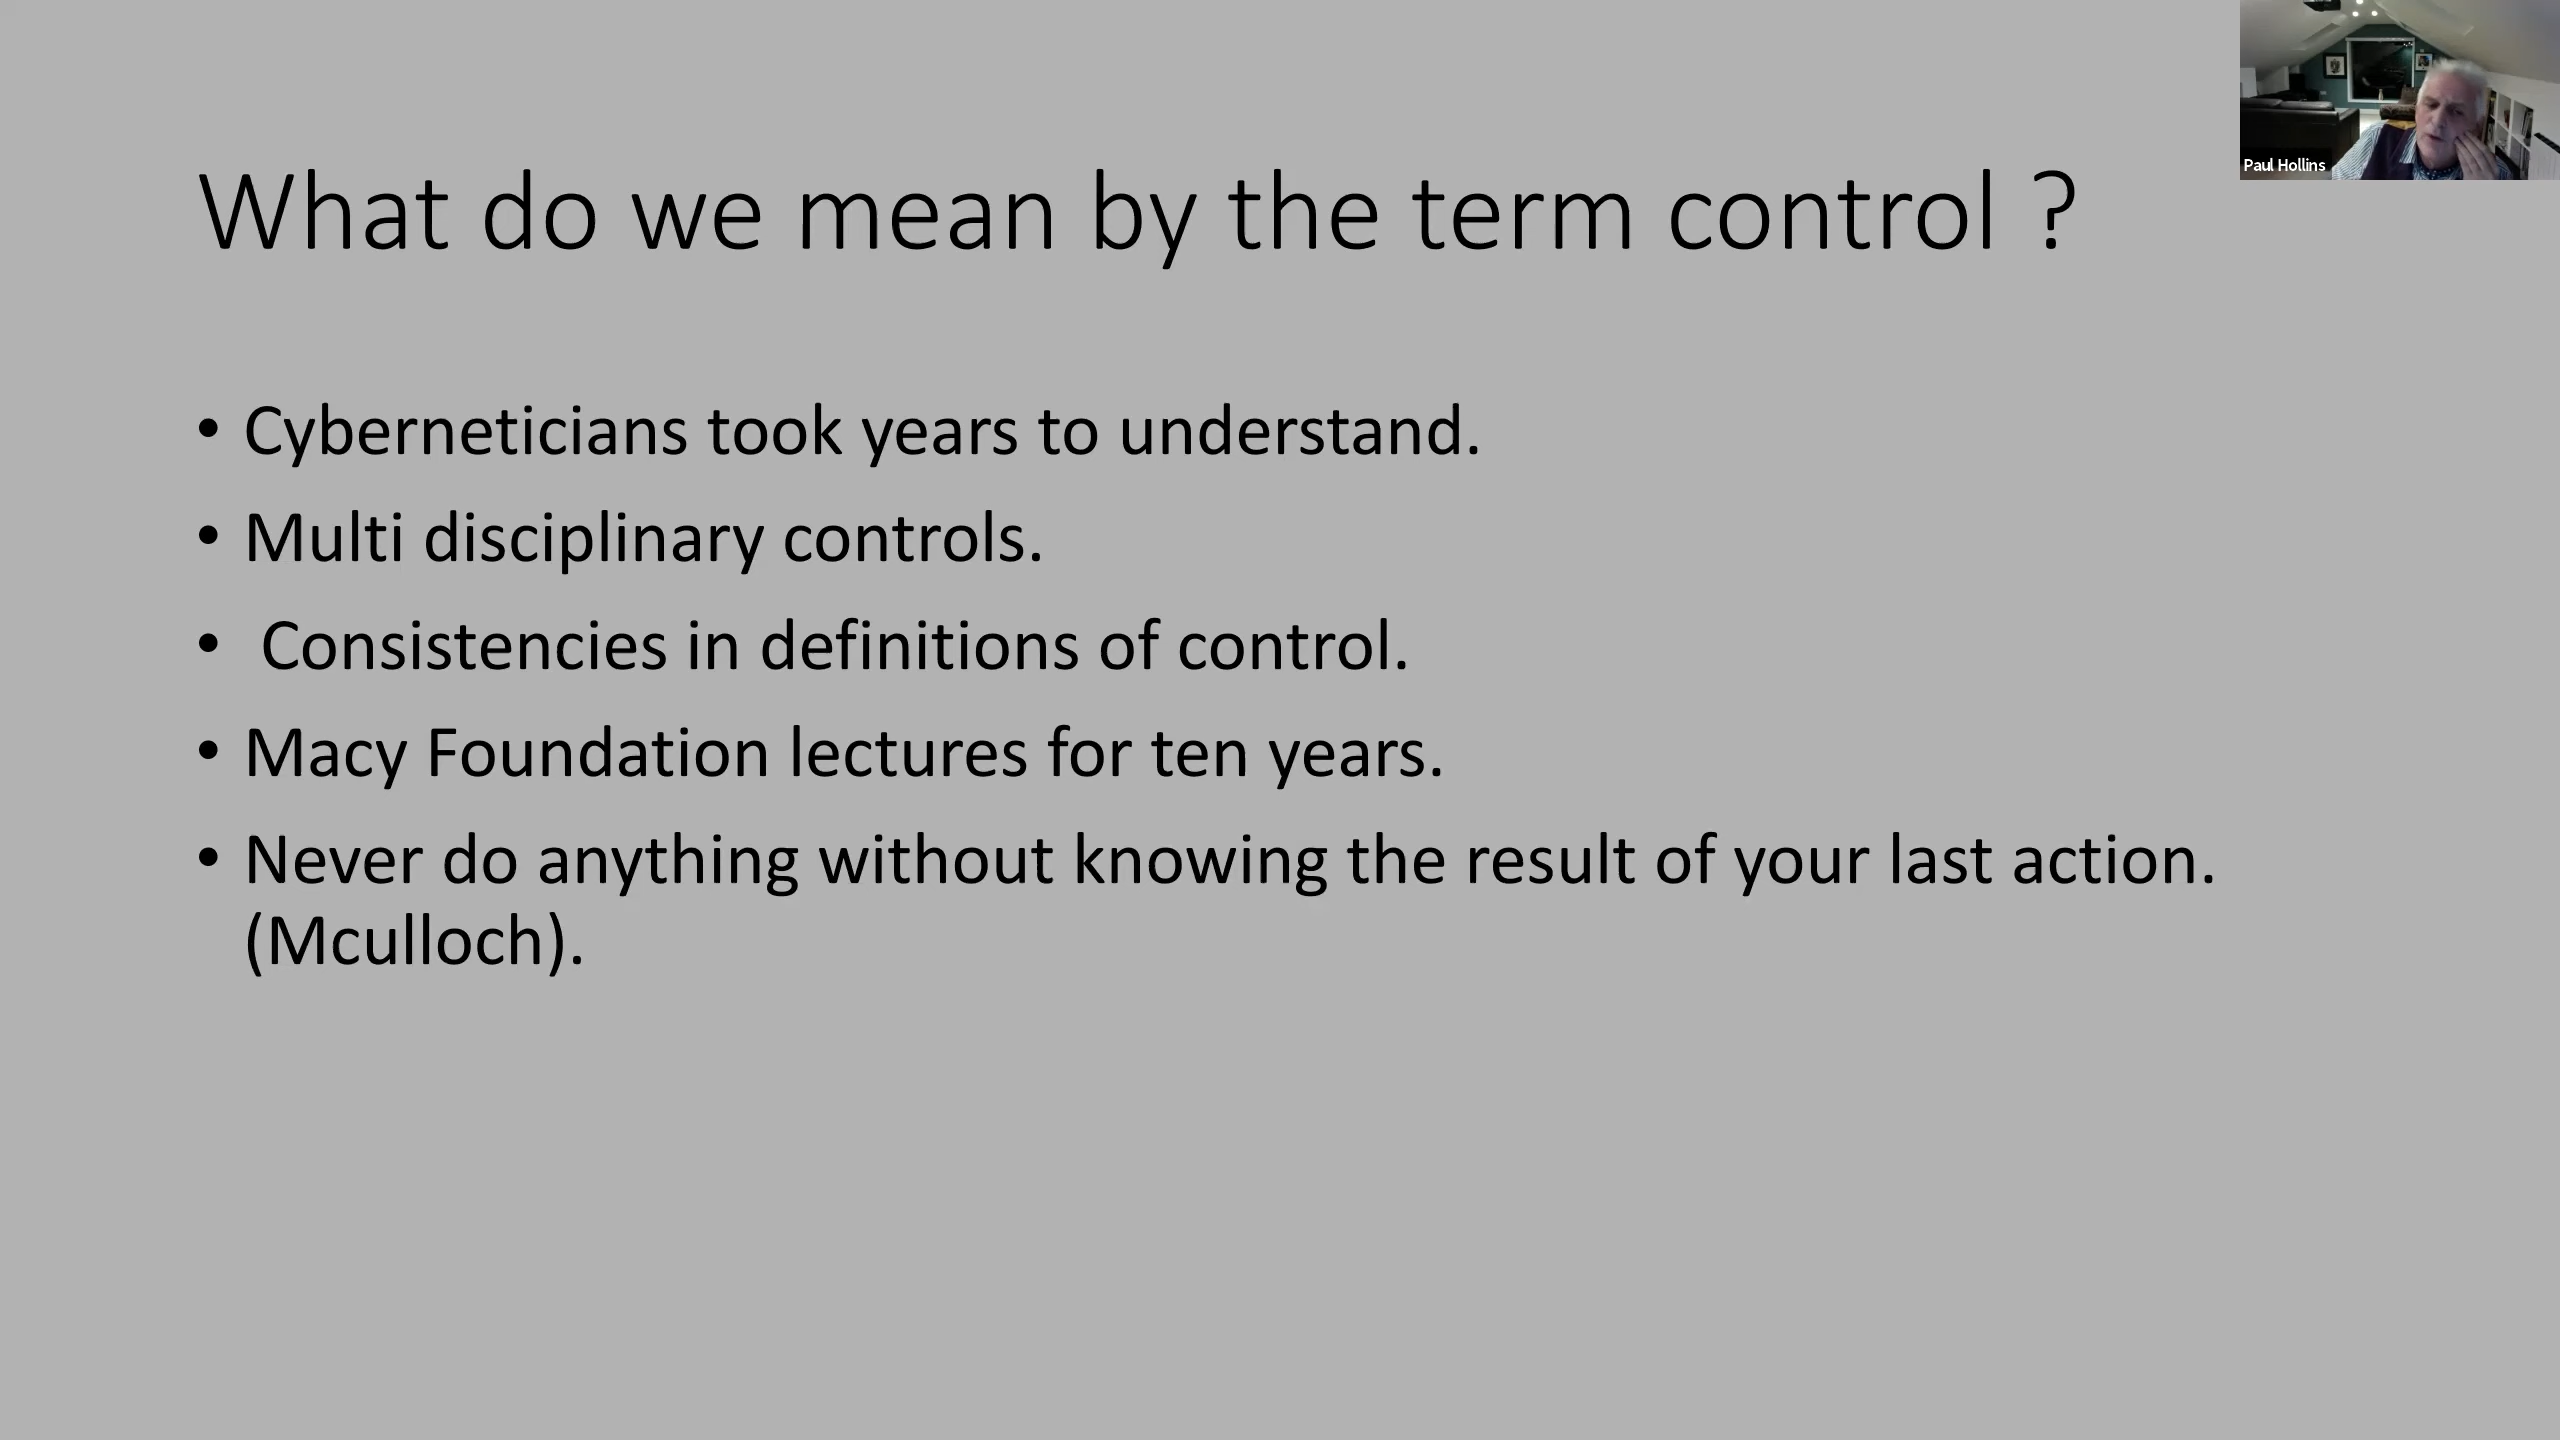 Paul Hollins
What do we mean by the term control ?
• Cyberneticians took years to understand.
• Multi disciplinary controls.
• Consistencies in definitions of control.
• Macy Foundation lectures for ten years.
• Never do anything without knowing the result of your last action.
(Mculloch).